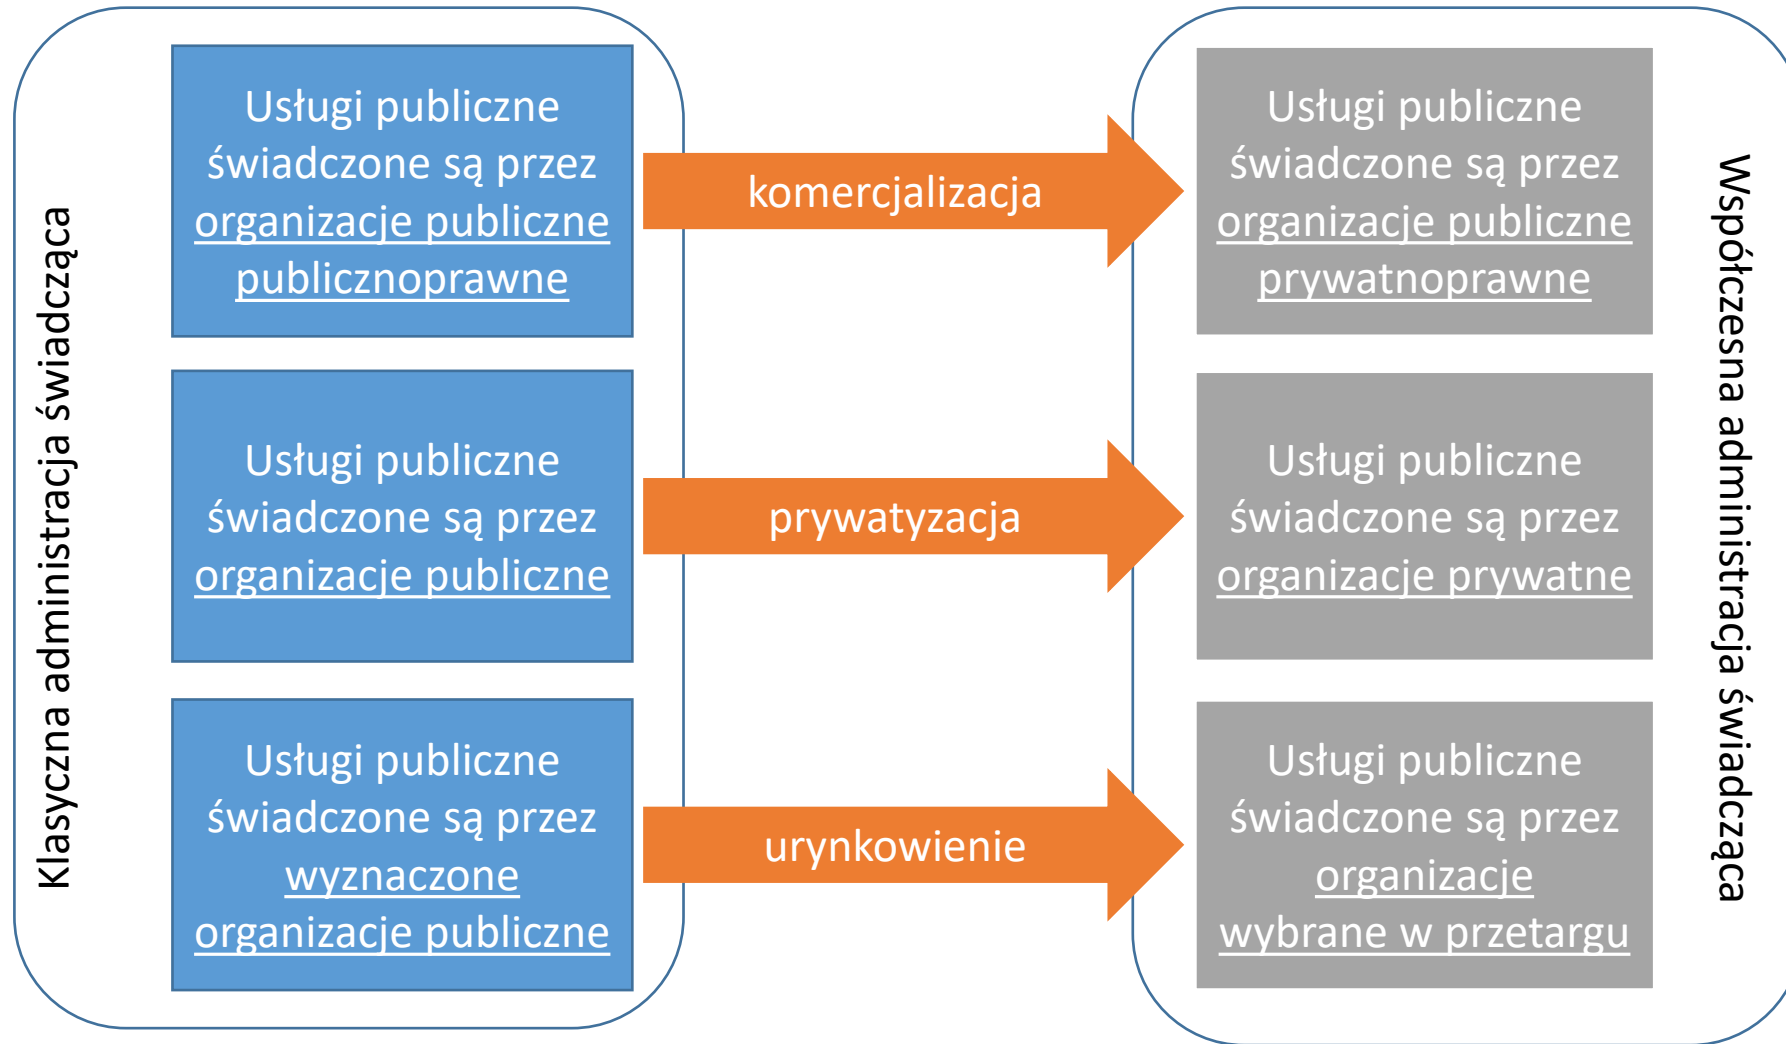 Klasyczna administracja świadcząca
Usługi publiczne
świadczone są przez
organizacje publiczne
publicznoprawne
komercjalizacja
Usługi publiczne
świadczone są przez
organizacje publiczne
prywatnoprawne
Usługi publiczne
świadczone są przez
organizacje publiczne
prywatyzacja
Usługi publiczne
świadczone są przez
organizacje prywatne
Usługi publiczne
świadczone są przez
wyznaczone
organizacje publiczne
urynkowienie
Usługi publiczne
świadczone są przez
organizacje
wybrane w przetargu
Współczesna administracja świadcząca